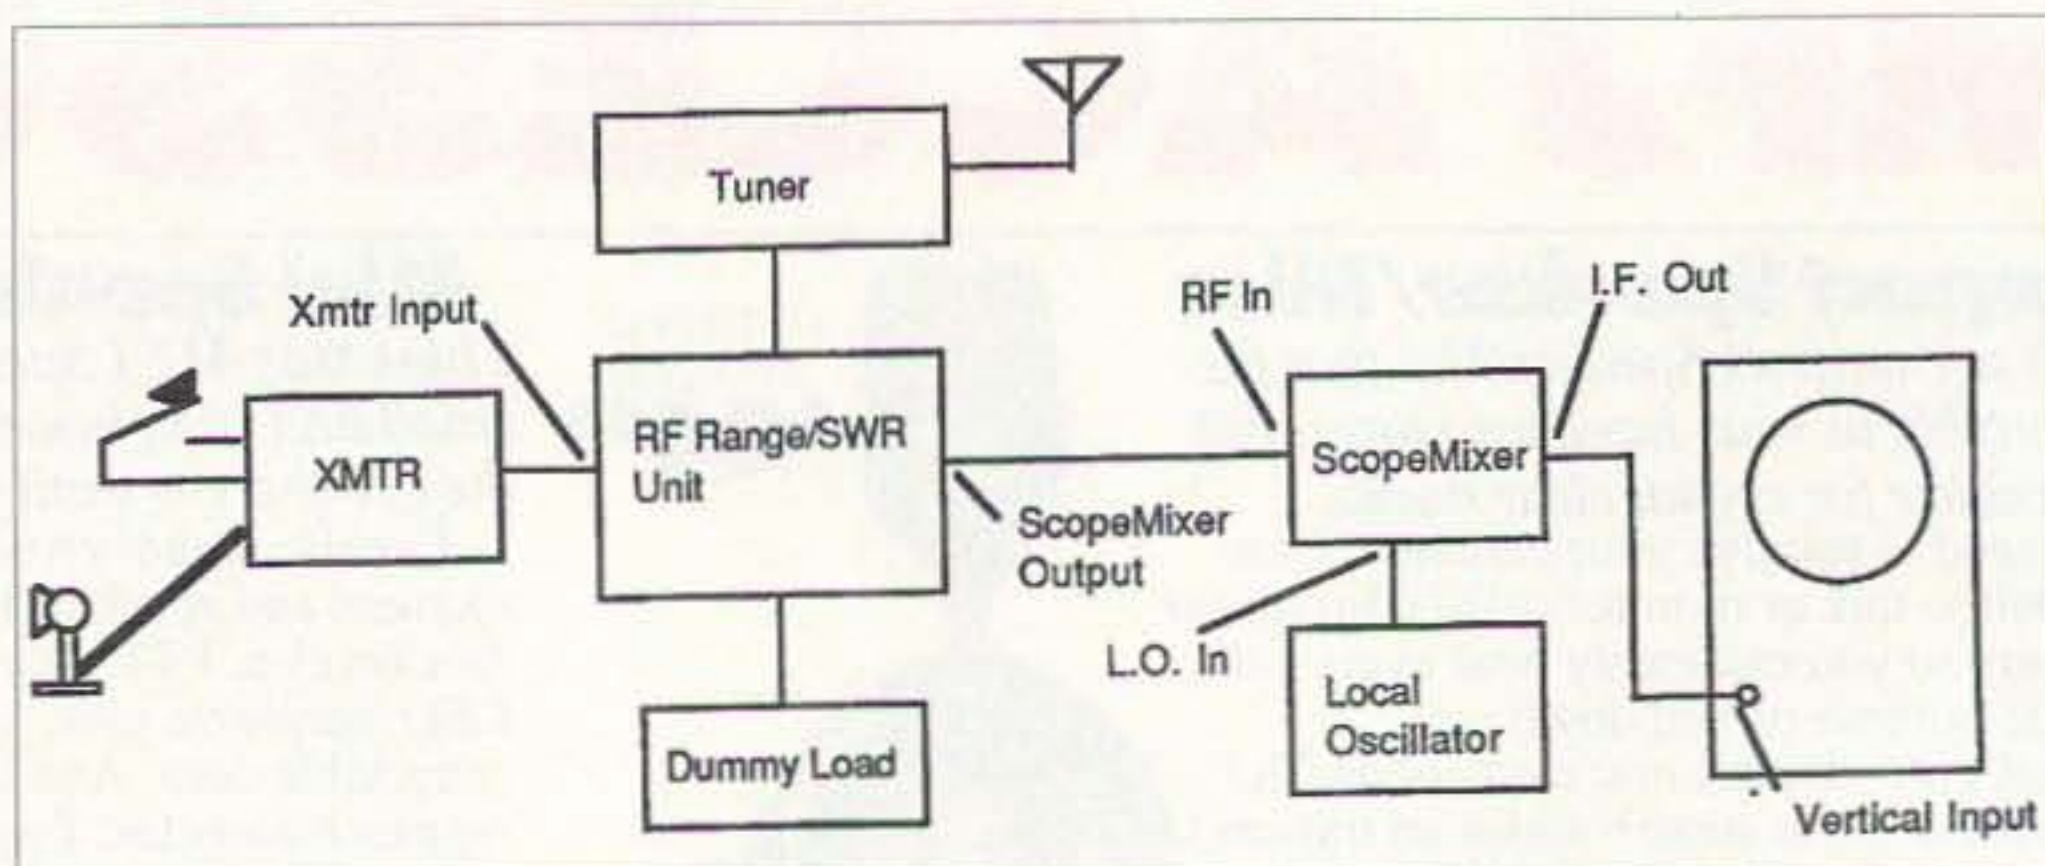 Tuner
Xmtr Input
RF In
I.F. Out
XMTR
RF Range/SWR
Unit
ScopeMixer
ScopeMixer
Output
L.O. In
Local
Oscillator
Dummy Load
Vertical Input